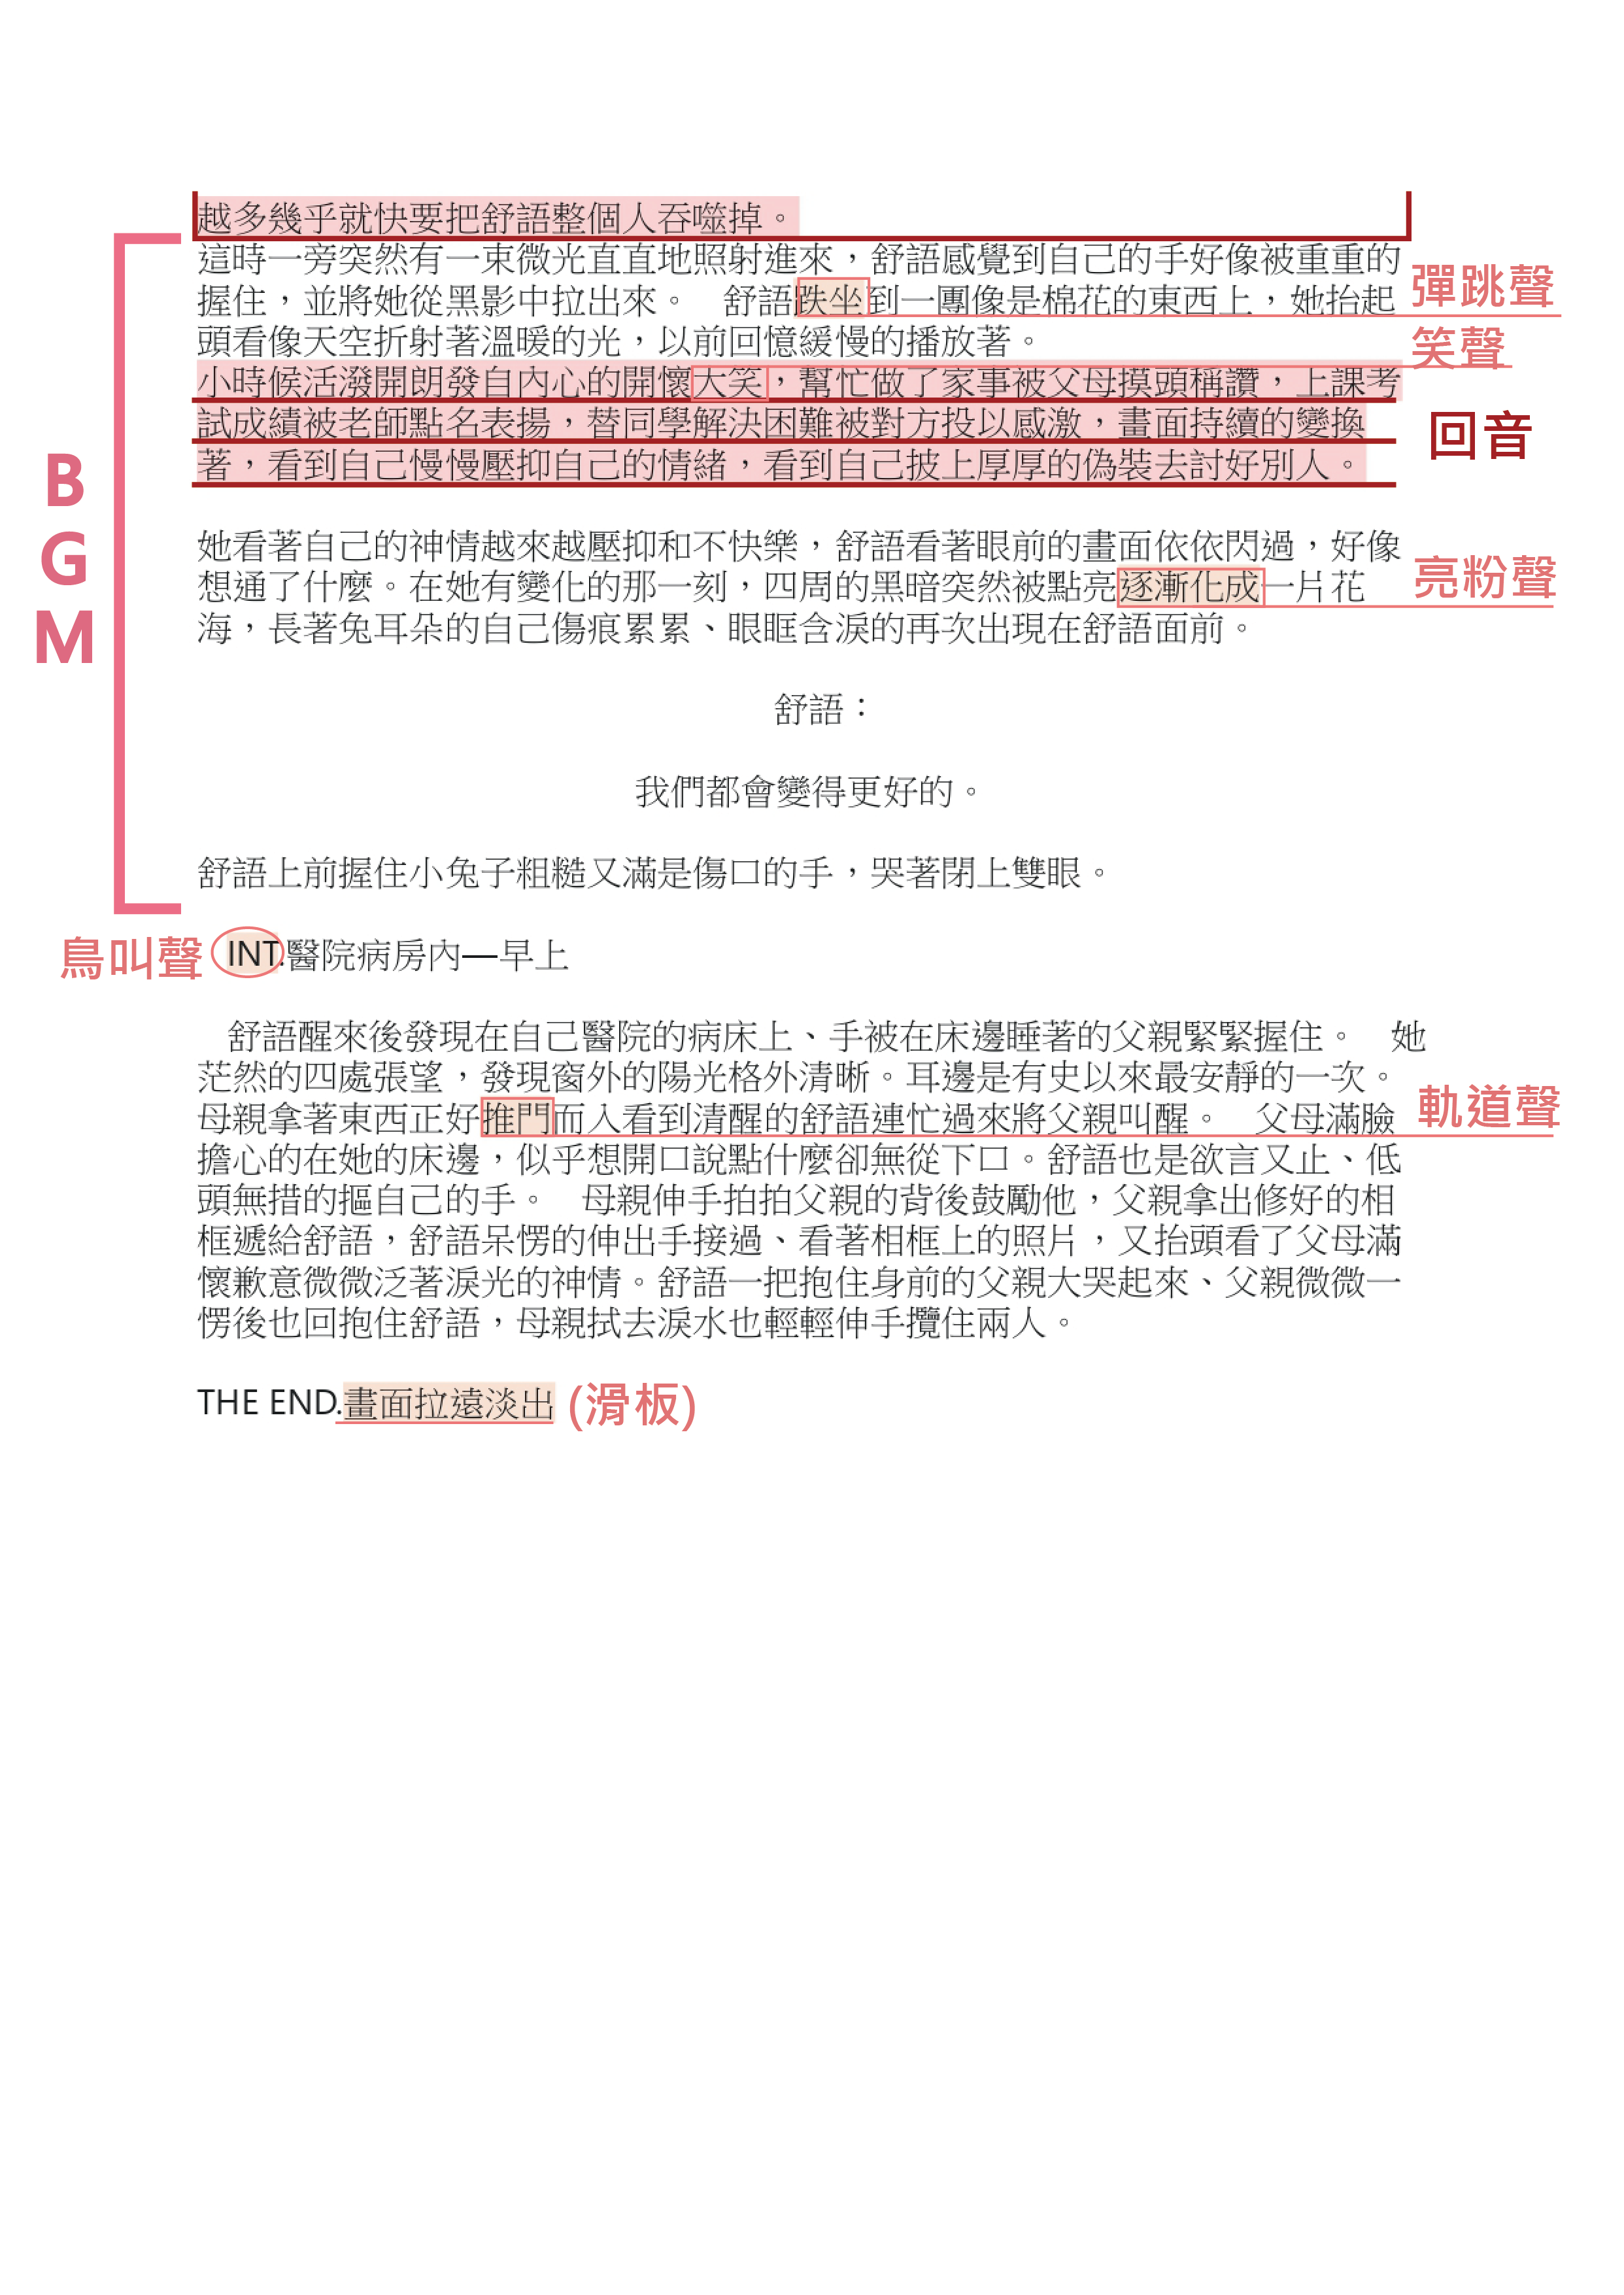 越多幾乎就快要把舒語整個人吞噬掉。
這時一旁突然有一束微光直直地照射進來，舒語感覺到自己的手好像被重重的
握住，並將她從黑影中拉出來。 舒語跌坐到一團像是棉花的東西上，她抬起
彈跳聲
頭看像天空折射著溫暖的光，以前回憶緩慢的播放著。
笑聲
小時候活潑開朗發自內心的開懷大笑，幫忙做了家事被父母摸頭稱讚，上課考
試成績被老師點名表揚，替同學解決困難被對方投以感激，畫面持續的變換
回音
著，看到自己慢慢壓抑自己的情緒，看到自己披上厚厚的偽裝去討好別人。
B
G
M
她看著自己的神情越來越壓抑和不快樂，舒語看著眼前的畫面依依閃過，好像
想通了什麼。在她有變化的那一刻，四周的黑暗突然被點亮逐漸化成一片花
亮粉聲
海，長著兔耳朵的自己傷痕累累、眼眶含淚的再次出現在舒語面前。
舒語：
我們都會變得更好的。
舒語上前握住小兔子粗糙又滿是傷口的手，哭著閉上雙眼。
鳥叫聲
INT.醫院病房內—早上
舒語醒來後發現在自己醫院的病床上、手被在床邊睡著的父親緊緊握住。 她
茫然的四處張望，發現窗外的陽光格外清晰。耳邊是有史以來最安靜的一次。
母親拿著東西正好推門而入看到清醒的舒語連忙過來將父親叫醒。 父母滿臉
軌道聲
擔心的在她的床邊，似乎想開口說點什麼卻無從下口。舒語也是欲言又止、低
頭無措的摳自己的手。 母親伸手拍拍父親的背後鼓勵他，父親拿出修好的相
框遞給舒語，舒語呆愣的伸出手接過、看著相框上的照片，又抬頭看了父母滿
懷歉意微微泛著淚光的神情。舒語一把抱住身前的父親大哭起來、父親微微一
愣後也回抱住舒語，母親拭去淚水也輕輕伸手攬住兩人。
THE END.畫面拉遠淡出 (滑板)